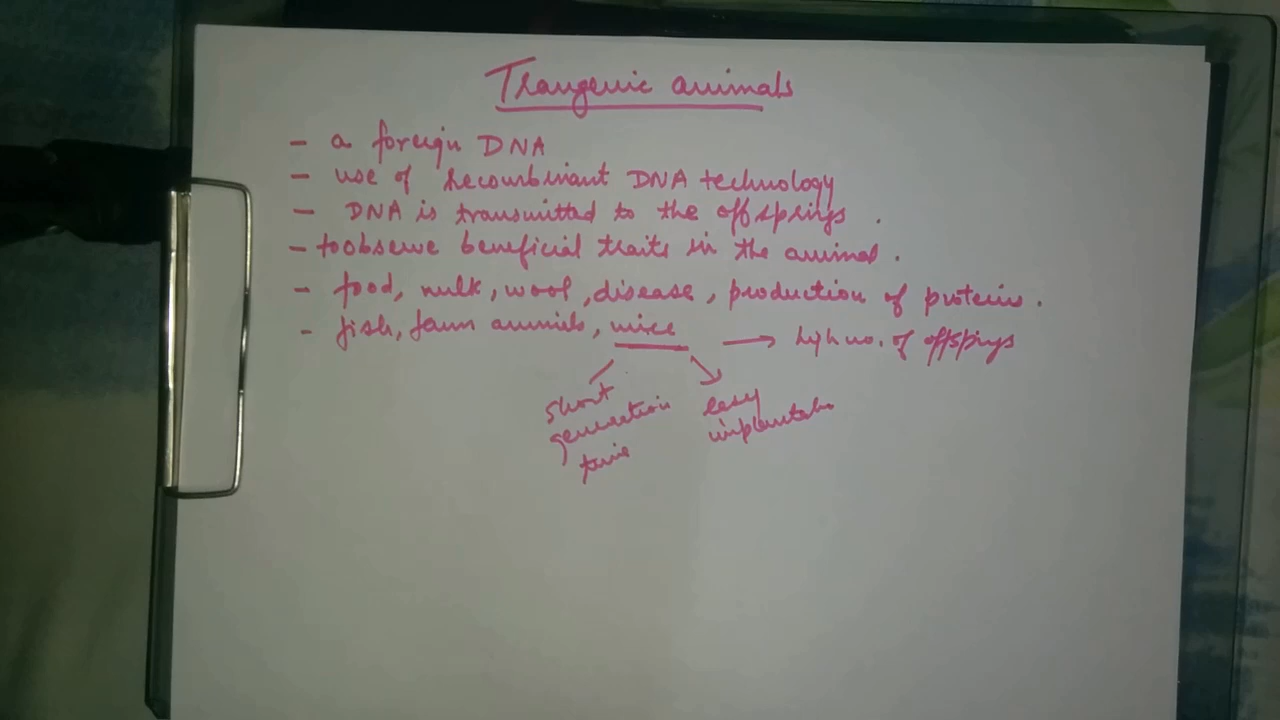 Trangenic animals
- a foreign DNA
- use of recombinant DNA technology
- DNA is transmitted to the offsprings .
- to observe beneficial traits in the animal .
- food, milk, wool, disease, production of proteins .
- fish, farm animals, mice → high no. of offsprings
short generation time
easy implantation